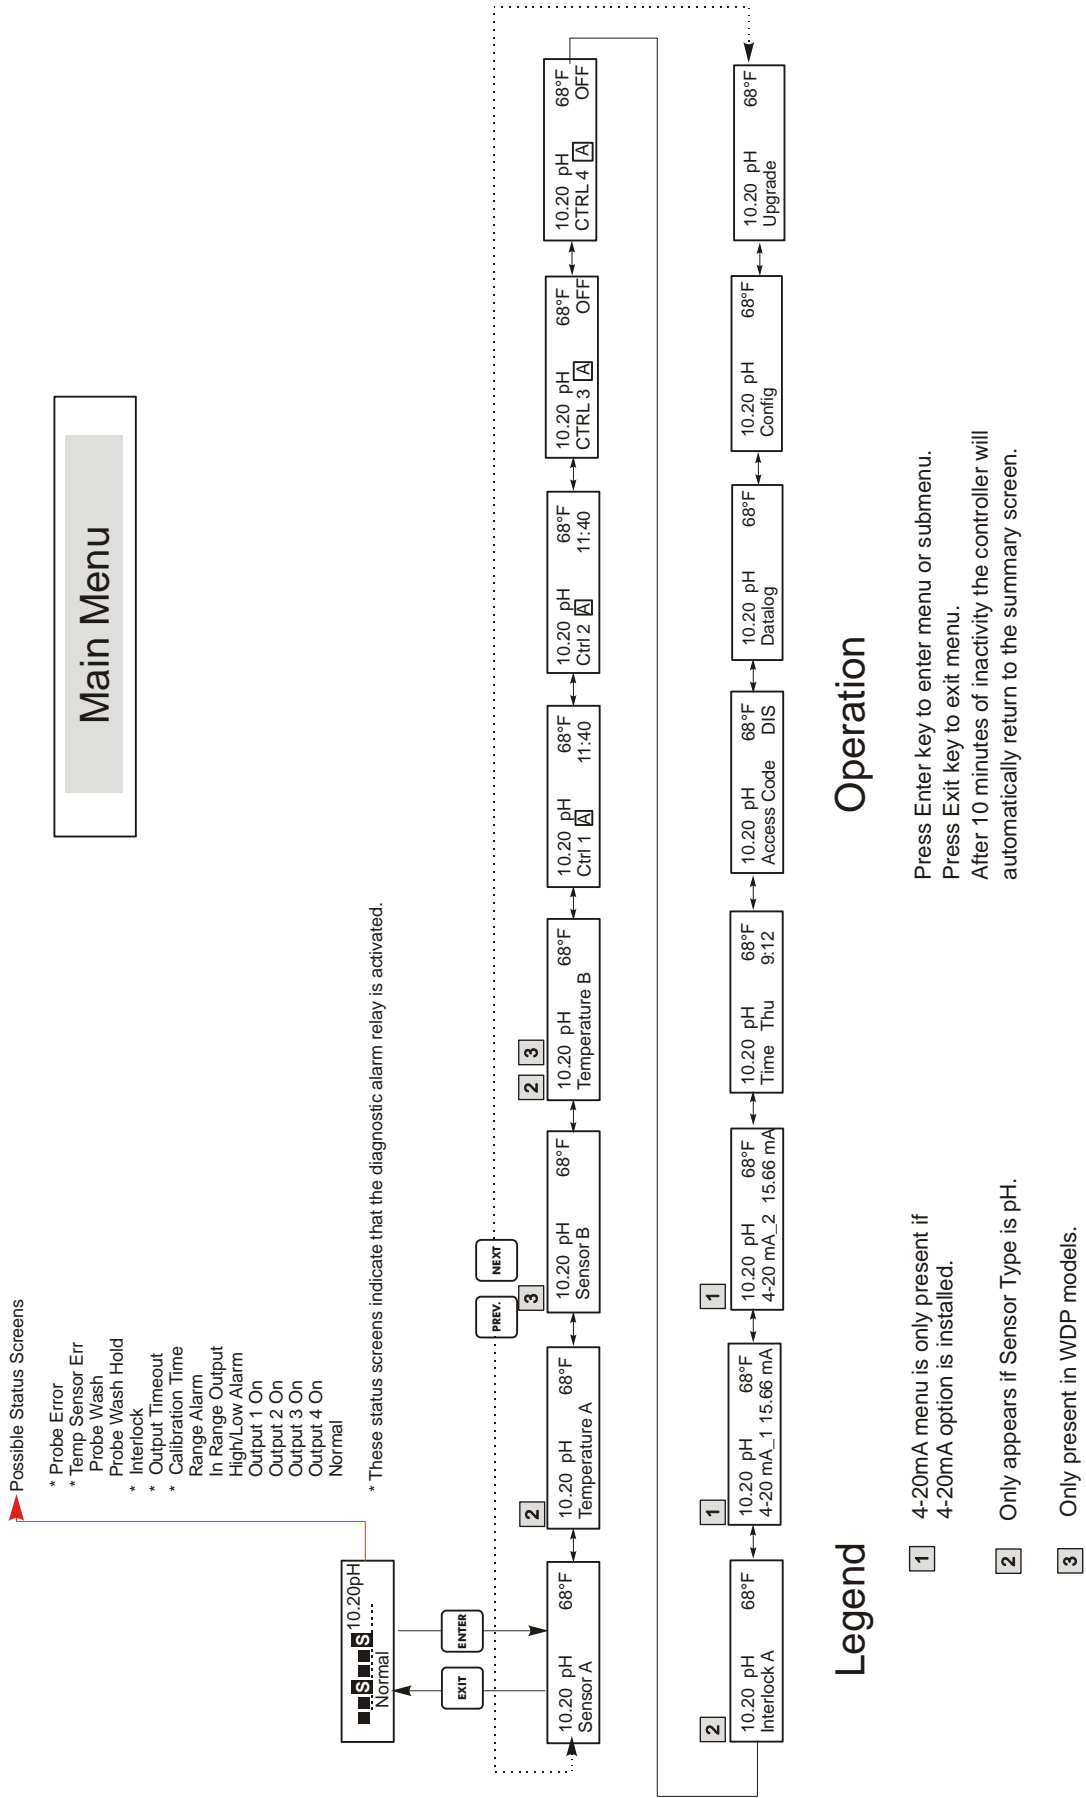 Main Menu
Possible Status Screens
* Probe Error
* Temp Sensor Err
Probe Wash
Probe Wash Hold
* Interlock
* Output Timeout
* Calibration Time
Range Alarm
In Range Output
High/Low Alarm
Output 1 On
Output 2 On
Output 3 On
Output 4 On
Normal
* These status screens indicate that the diagnostic alarm relay is activated.
S S 10.20pH
Normal
EXIT
ENTER
PREV.
NEXT
10.20 pH 68°F
Sensor A
2
10.20 pH 68°F
Temperature A
3
10.20 pH 68°F
Sensor B
2 3
10.20 pH 68°F
Temperature B
10.20 pH 68°F
Ctrl 1 A 11:40
10.20 pH 68°F
Ctrl 2 A 11:40
10.20 pH 68°F
CTRL 3 A OFF
10.20 pH 68°F
CTRL 4 A OFF
2
10.20 pH 68°F
Interlock A
1
10.20 pH 68°F
4-20 mA_1 15.66 mA
1
10.20 pH 68°F
4-20 mA_2 15.66 mA
10.20 pH 68°F
Time Thu 9:12
10.20 pH 68°F
Access Code DIS
10.20 pH 68°F
Datalog
10.20 pH 68°F
Config
10.20 pH 68°F
Upgrade
Legend
1 4-20mA menu is only present if
4-20mA option is installed.
2 Only appears if Sensor Type is pH.
3 Only present in WDP models.
Operation
Press Enter key to enter menu or submenu.
Press Exit key to exit menu.
After 10 minutes of inactivity the controller will
automatically return to the summary screen.